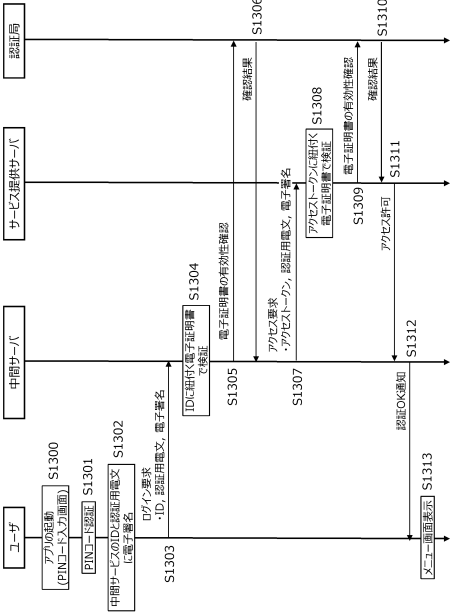 ユーザ
中間サーバ
サービス提供サーバ
認証局
アプリの起動
(PINコード入力画面)
S1300
PINコード認証
S1301
中間サービスのIDと認証用電文
に電子署名
S1302
ログイン要求
・ID, 認証用電文, 電子署名
S1303
IDに紐付く電子証明書
で検証
S1304
電子証明書の有効性確認
S1305
確認結果
S1306
アクセス要求
・アクセストークン, 認証用電文, 電子署名
S1307
アクセストークンに紐付く
電子証明書で検証
S1308
電子証明書の有効性確認
S1309
確認結果
S1310
アクセス許可
S1311
認証OK通知
S1312
メニュー画面表示
S1313